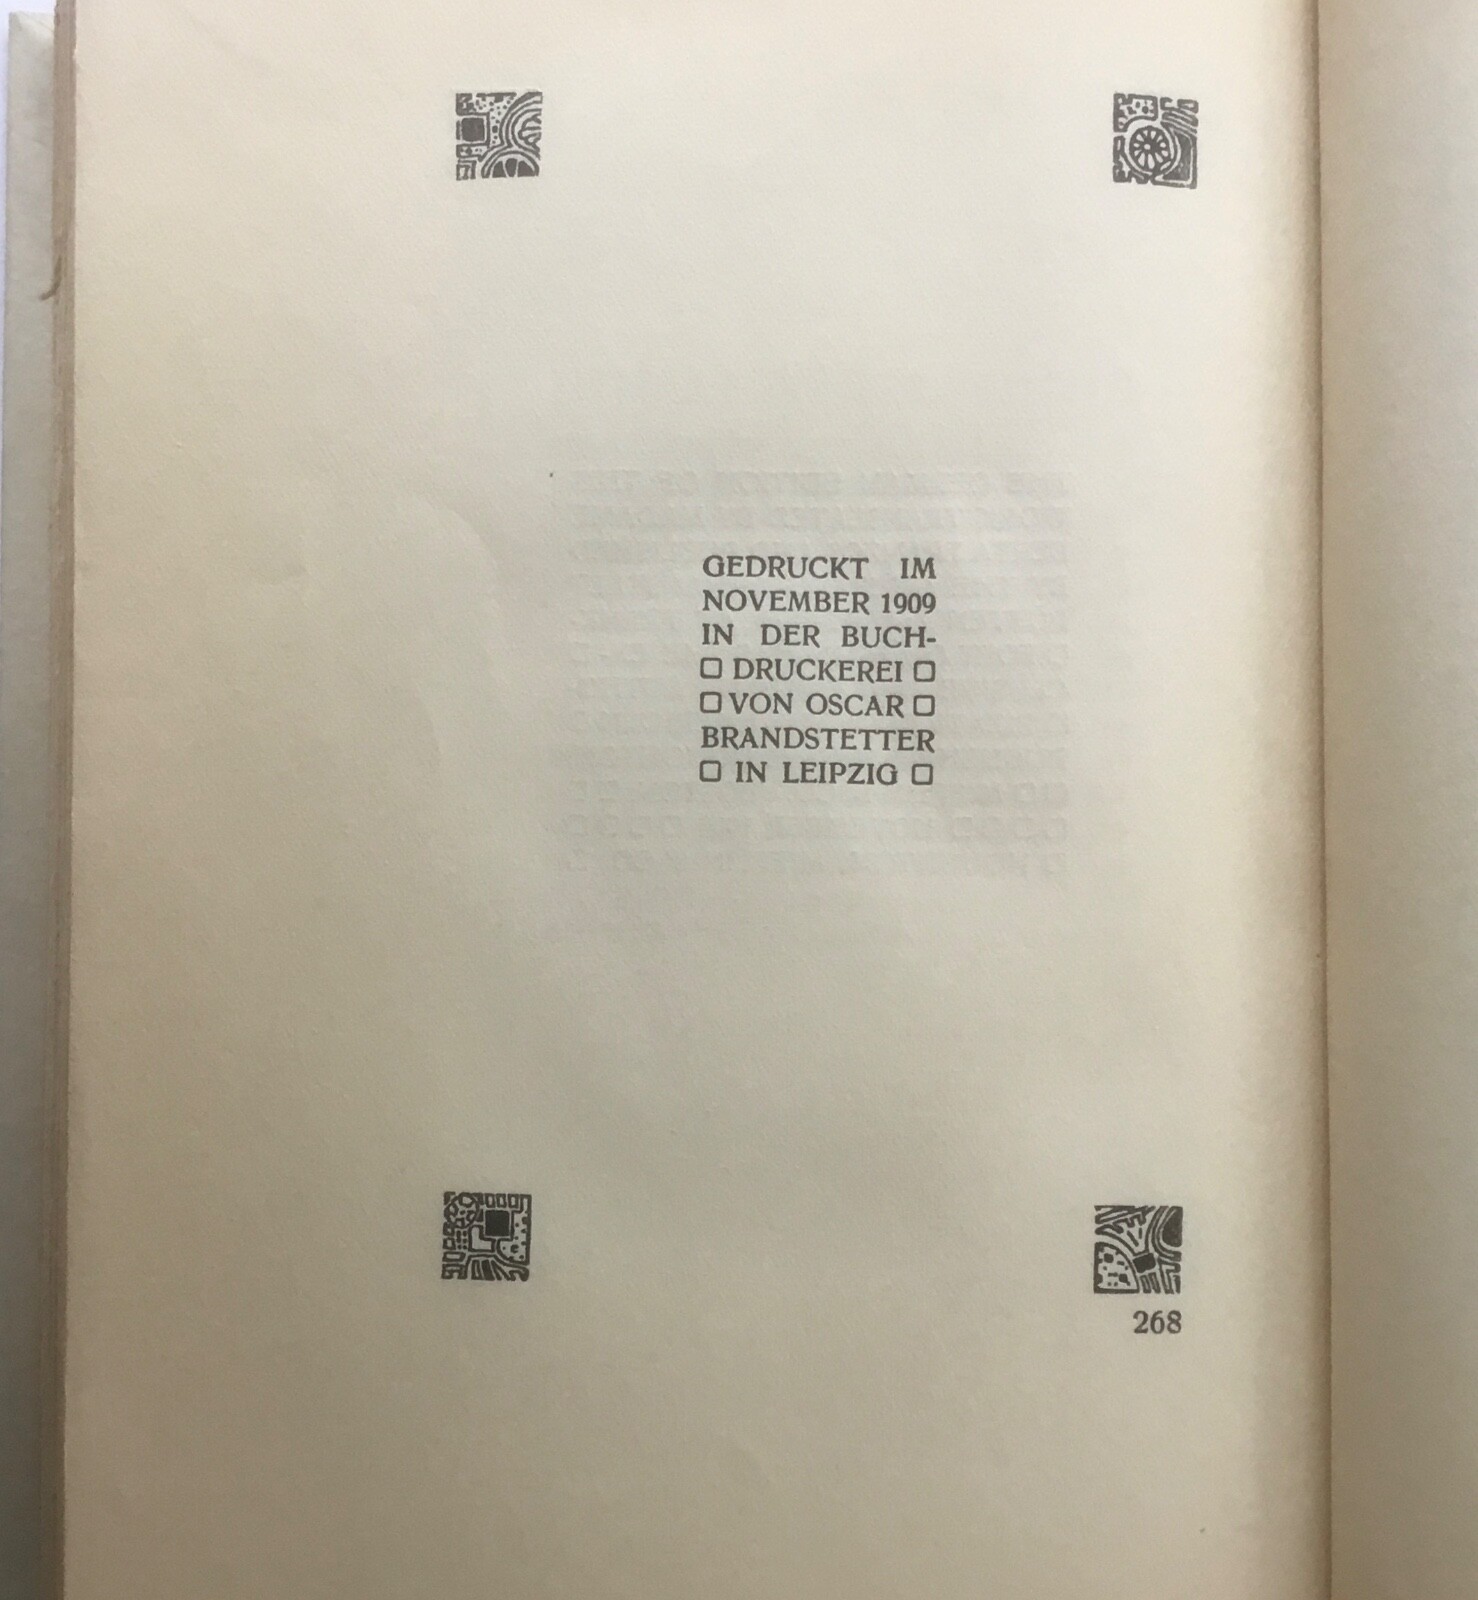 GEDRUCKT IM
NOVEMBER 1909
IN DER BUCH-
DRUCKEREI
VON OSCAR
BRANDSTETTER
IN LEIPZIG
268